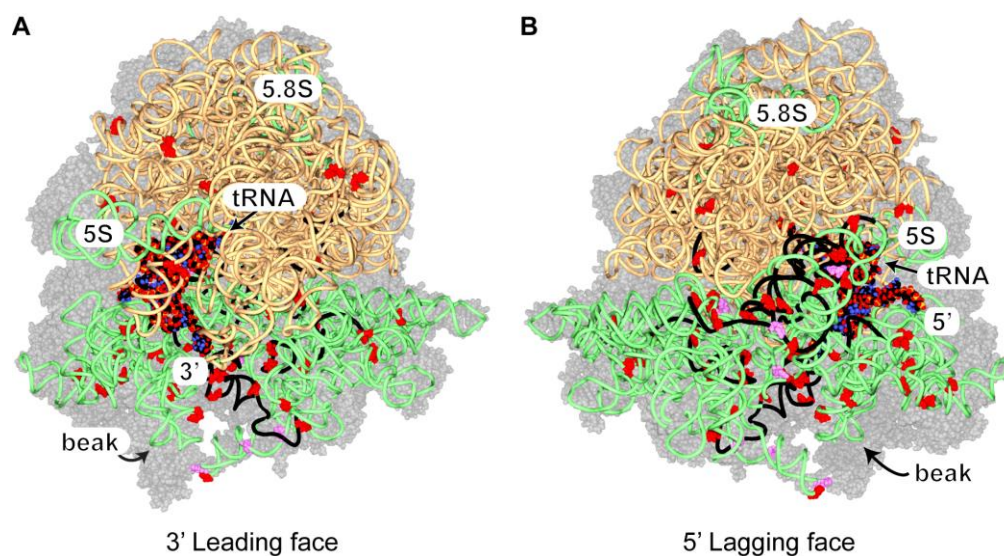 A
5.8S
tRNA
5S
3’
beak
3’ Leading face
B
5.8S
5S
tRNA
5’
beak
5’ Lagging face